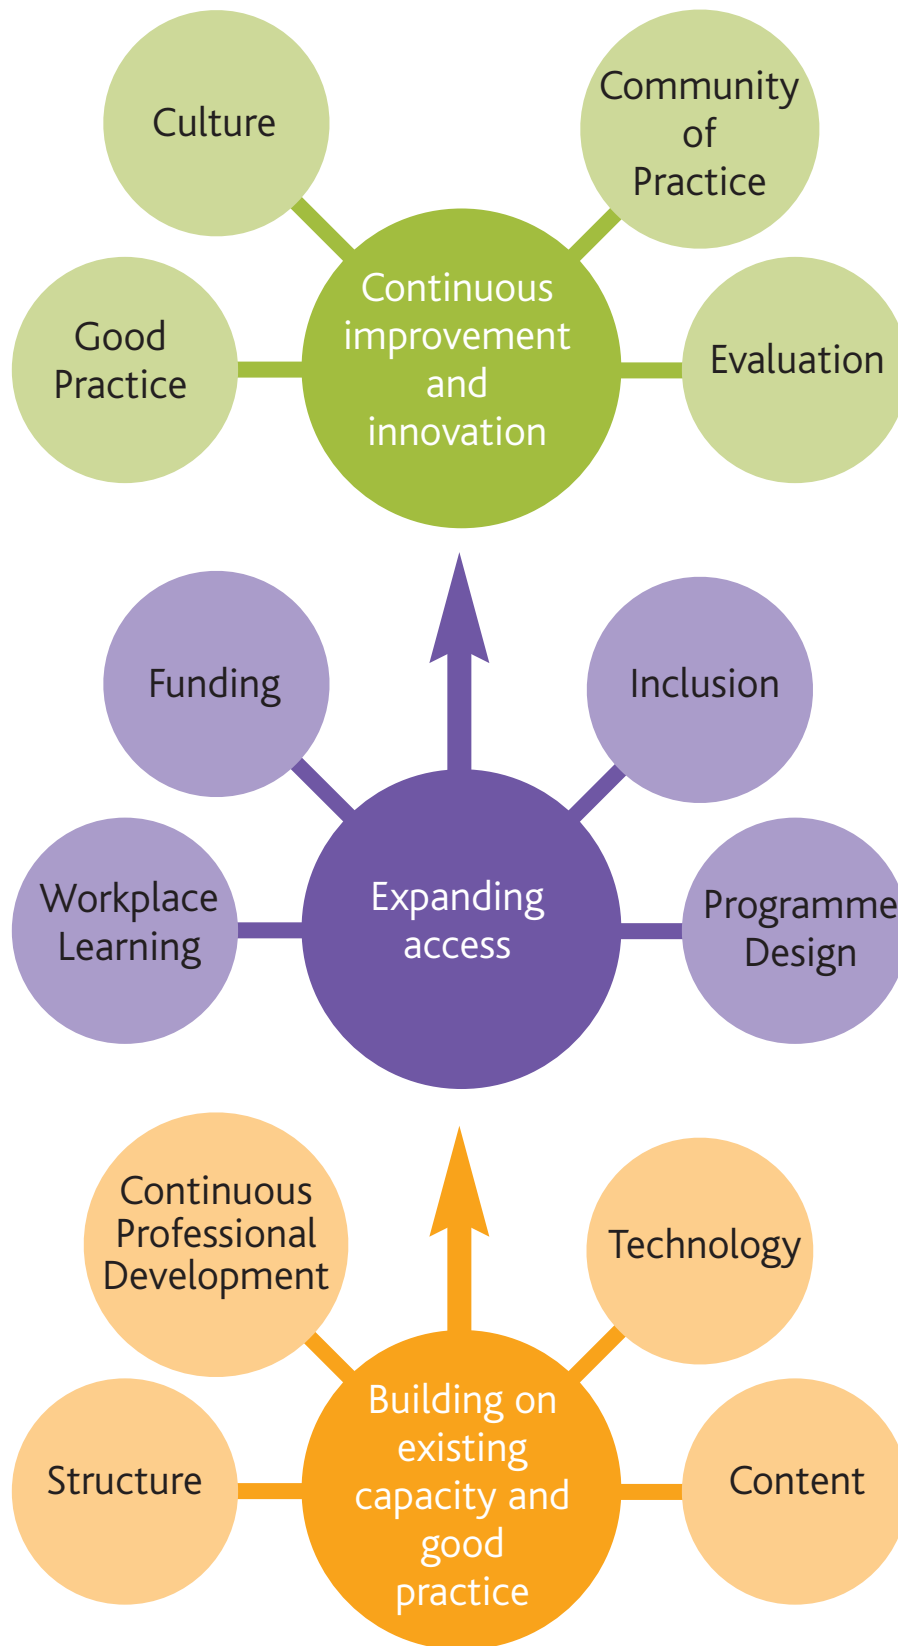 Culture
Community
of
Practice
Continuous
improvement
and
innovation
Good
Practice
Evaluation
Funding
Inclusion
Expanding
access
Workplace
Learning
Programme
Design
Continuous
Professional
Development
Technology
Building on
existing
capacity and
good
practice
Structure
Content